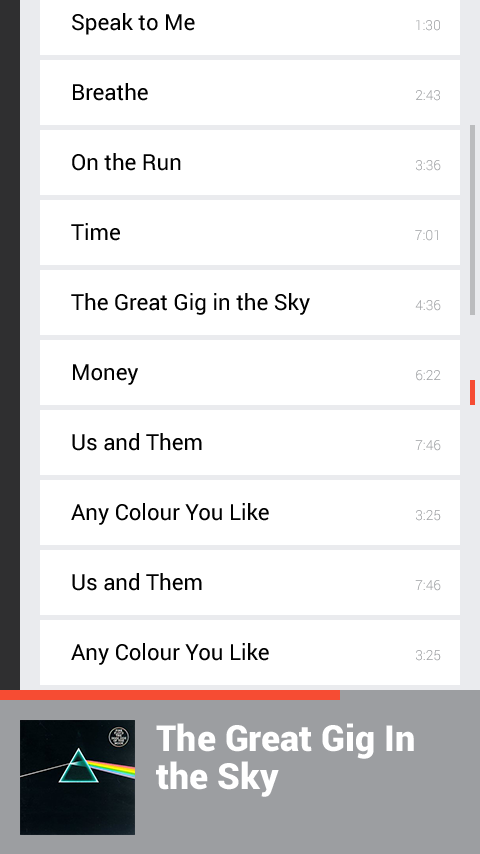 Speak to Me 1:30
Breathe 2:43
On the Run 3:36
Time 7:01
The Great Gig in the Sky 4:36
Money 6:22
Us and Them 7:46
Any Colour You Like 3:25
Us and Them 7:46
Any Colour You Like 3:25
The Great Gig In
the Sky